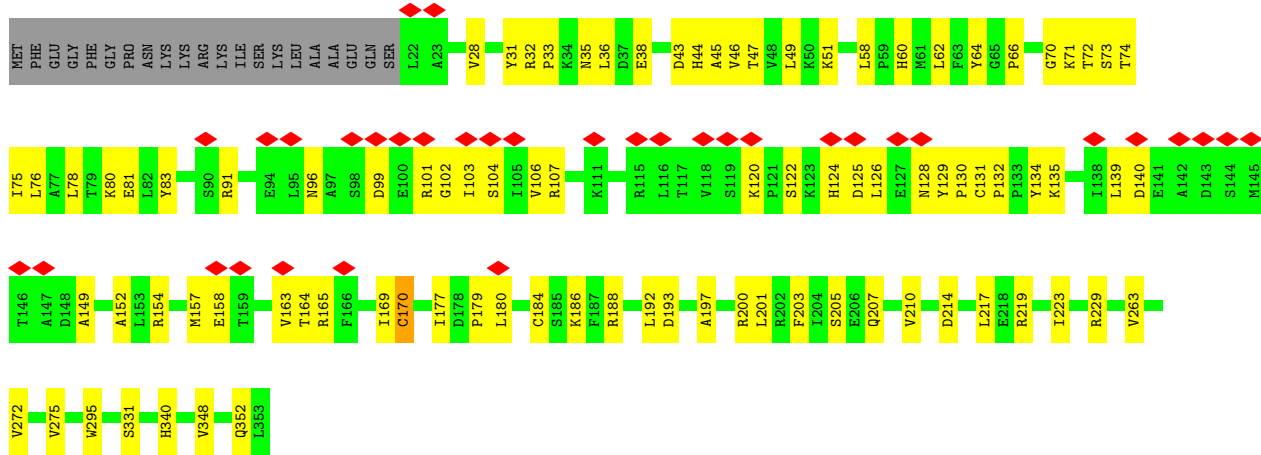 MET PHE GLU GLY PHE GLY PRO ASN LYS LYS ARG LYS ILE SER LYS LEU ALA ALA GLU GLN SER L22 A23 V28 Y31 R32 P33 K34 N35 L36 D37 E38 D43 H44 A45 V46 T47 V48 L49 K50 K51 L58 P59 H60 M61 L62 F63 Y64 G65 P66 G70 K71 T72 S73 T74
I75 L76 A77 L78 T79 K80 E81 L82 Y83 S90 R91 E94 L95 N96 A97 S98 D99 E100 R101 G102 I103 S104 I105 V106 R107 K111 R115 L116 T117 V118 S119 K120 P121 S122 K123 H124 D125 L126 E127 N128 Y129 P130 C131 P132 P133 Y134 K135 I138 L139 D140 E141 A142 D143 S144 M145
T146 A147 D148 A149 A152 L153 R154 M157 E158 T159 V163 T164 R165 F166 I169 C170 I177 D178 P179 L180 C184 S185 K186 F187 R188 L192 D193 A197 R200 L201 R202 F203 I204 S205 E206 Q207 V210 D214 L217 E218 R219 I223 R229 V263
V272 V275 W295 S331 H340 V348 Q352 L353